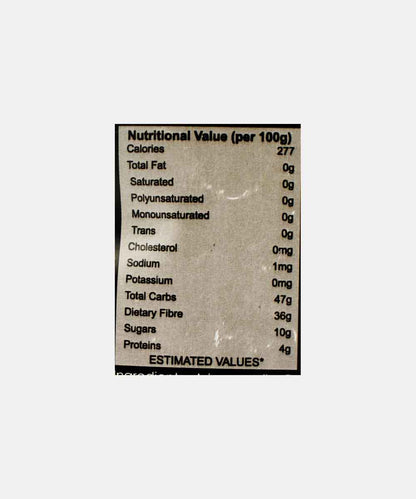 Nutritional Value (per 100g)
Calories 277
Total Fat 0g
Saturated 0g
Polyunsaturated 0g
Monounsaturated 0g
Trans 0g
Cholesterol 0mg
Sodium 1mg
Potassium 0mg
Total Carbs 47g
Dietary Fibre 36g
Sugars 10g
Proteins 4g
ESTIMATED VALUES*